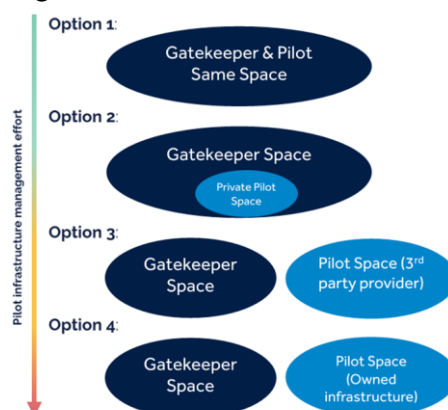 Option 1:
Gatekeeper & Pilot
Same Space
Option 2:
Gatekeeper Space
Private Pilot
Space
Option 3:
Gatekeeper
Space
Pilot Space (3rd
party provider)
Option 4:
Gatekeeper
Space
Pilot Space
(Owned
infrastructure)
Pilot infrastructure management effort